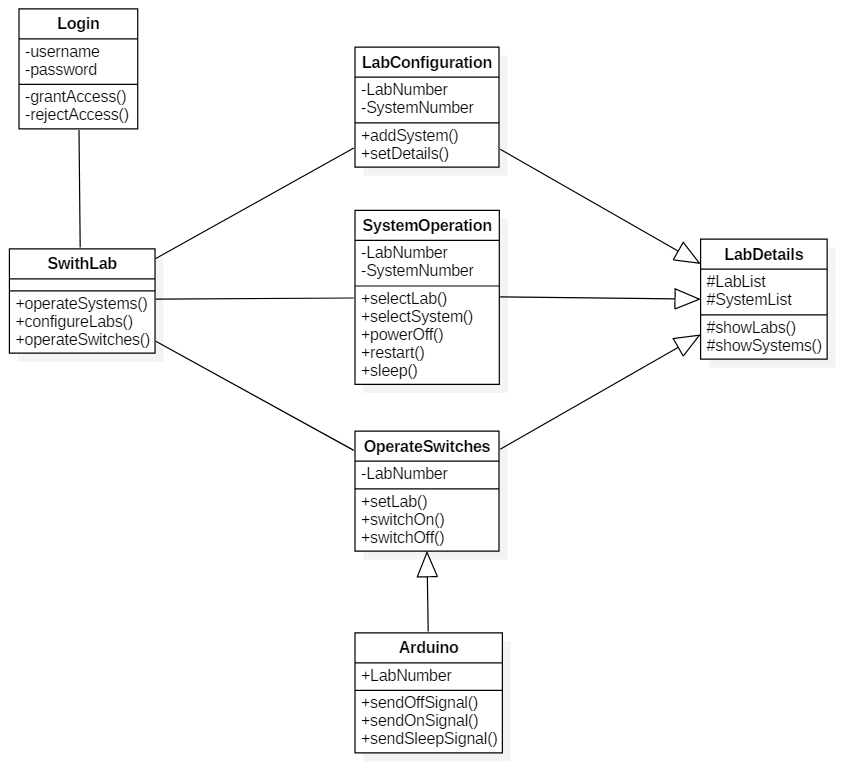 Login
-username
-password
-grantAccess()
-rejectAccess()
LabConfiguration
-LabNumber
-SystemNumber
+addSystem()
+setDetails()
SwithLab
+operateSystems()
+configureLabs()
+operateSwitches()
SystemOperation
-LabNumber
-SystemNumber
+selectLab()
+selectSystem()
+powerOff()
+restart()
+sleep()
LabDetails
#LabList
#SystemList
#showLabs()
#showSystems()
OperateSwitches
-LabNumber
+setLab()
+switchOn()
+switchOff()
Arduino
+LabNumber
+sendOffSignal()
+sendOnSignal()
+sendSleepSignal()